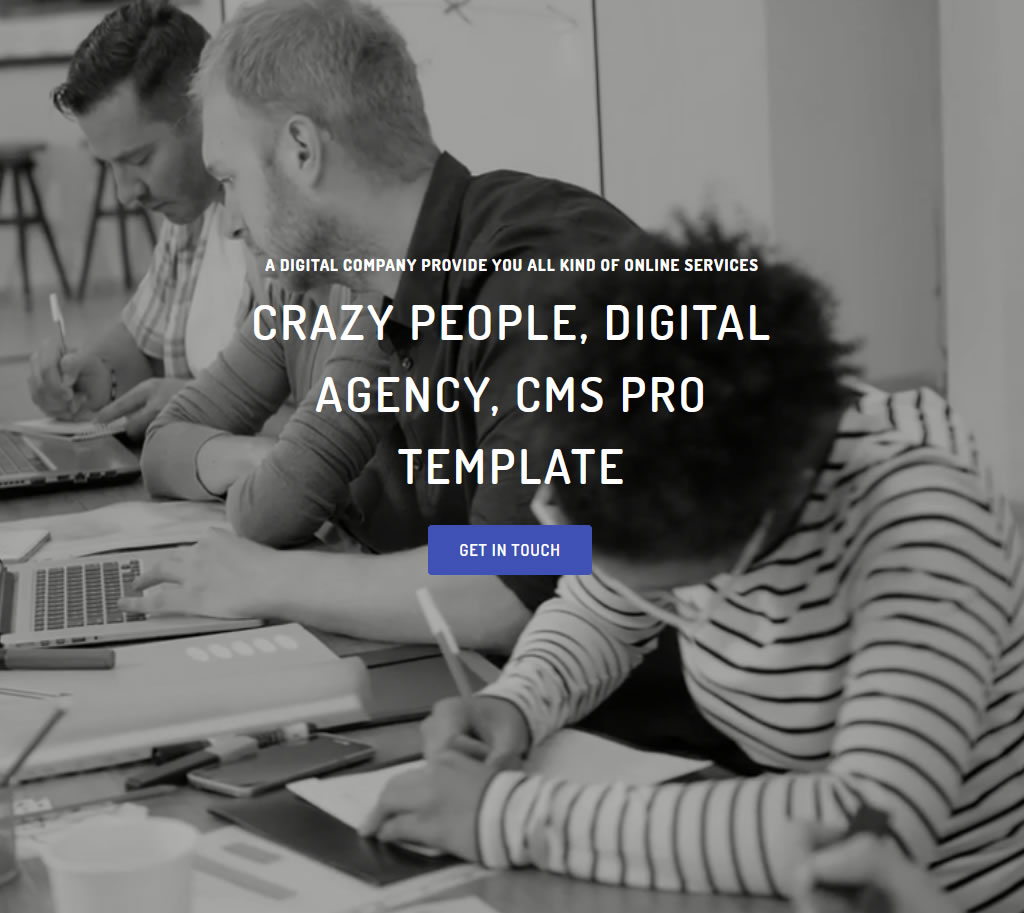 A DIGITAL COMPANY PROVIDE YOU ALL KIND OF ONLINE SERVICES
CRAZY PEOPLE, DIGITAL
AGENCY, CMS PRO
TEMPLATE
GET IN TOUCH